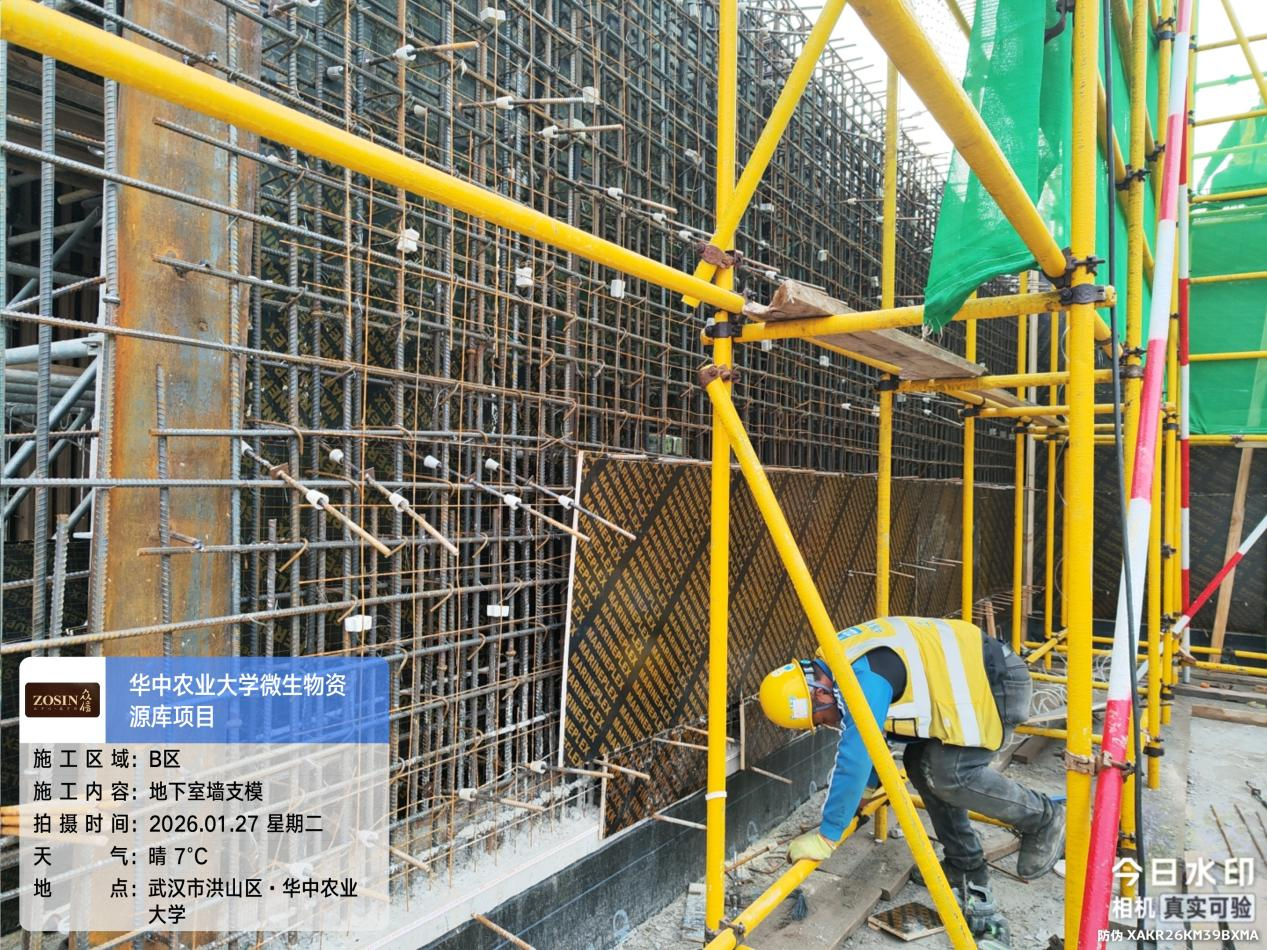 ZOSIN 众信
华中农业大学微生物资
源库项目
施工区域：B区
施工内容：地下室墙支模
拍摄时间：2026.01.27 星期二
天气：晴 7℃
地点：武汉市洪山区·华中农业
大学
MARINEPLEX
今日水印
相机 真实可验
防伪 XAKR26KM39BXMA